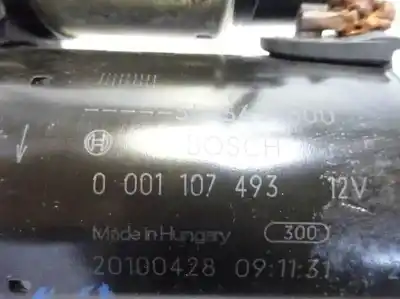 BOSCH
0 001 107 493 12V
Made in Hungary 300
20100428 09:11:31